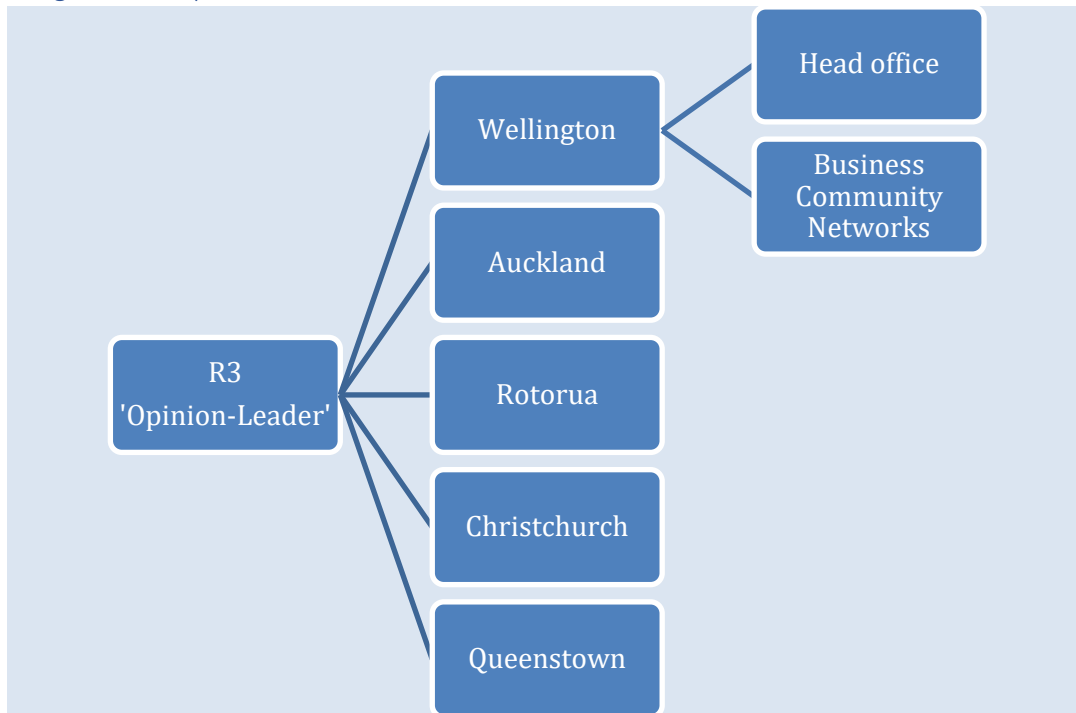 Head office
Wellington
Business
Community
Networks
Auckland
R3
'Opinion-Leader'
Rotorua
Christchurch
Queenstown